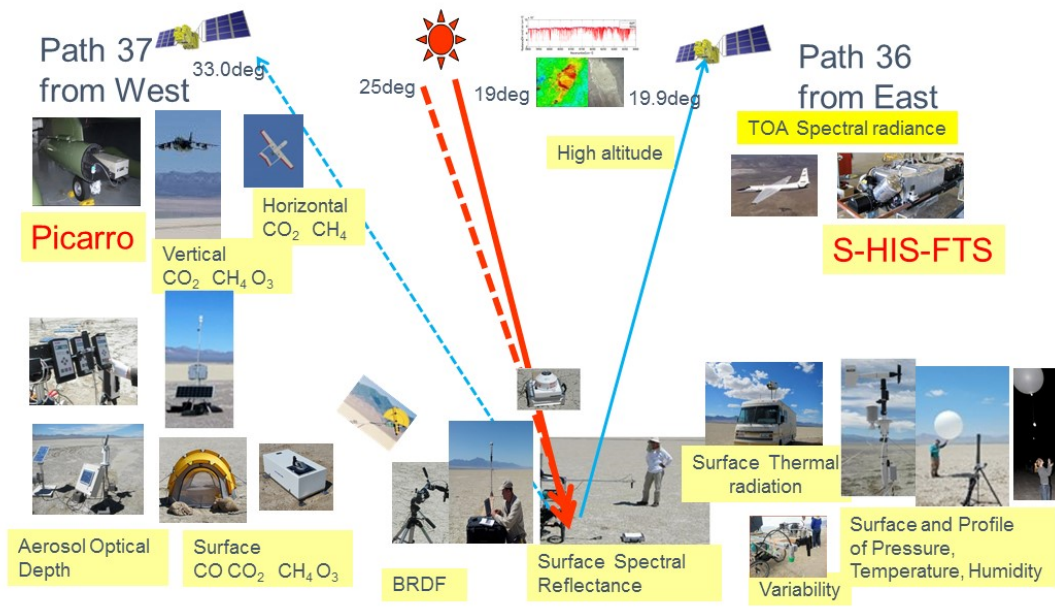 Path 37
from West
33.0deg
25deg
19deg
19.9deg
Path 36
from East
TOA Spectral radiance
High altitude
Picarro
Horizontal
CO₂ CH₄
Vertical
CO₂ CH₄ O₃
S-HIS-FTS
Aerosol Optical
Depth
Surface
CO CO₂ CH₄ O₃
BRDF
Surface Spectral
Reflectance
Surface Thermal
radiation
Variability
Surface and Profile
of Pressure,
Temperature, Humidity